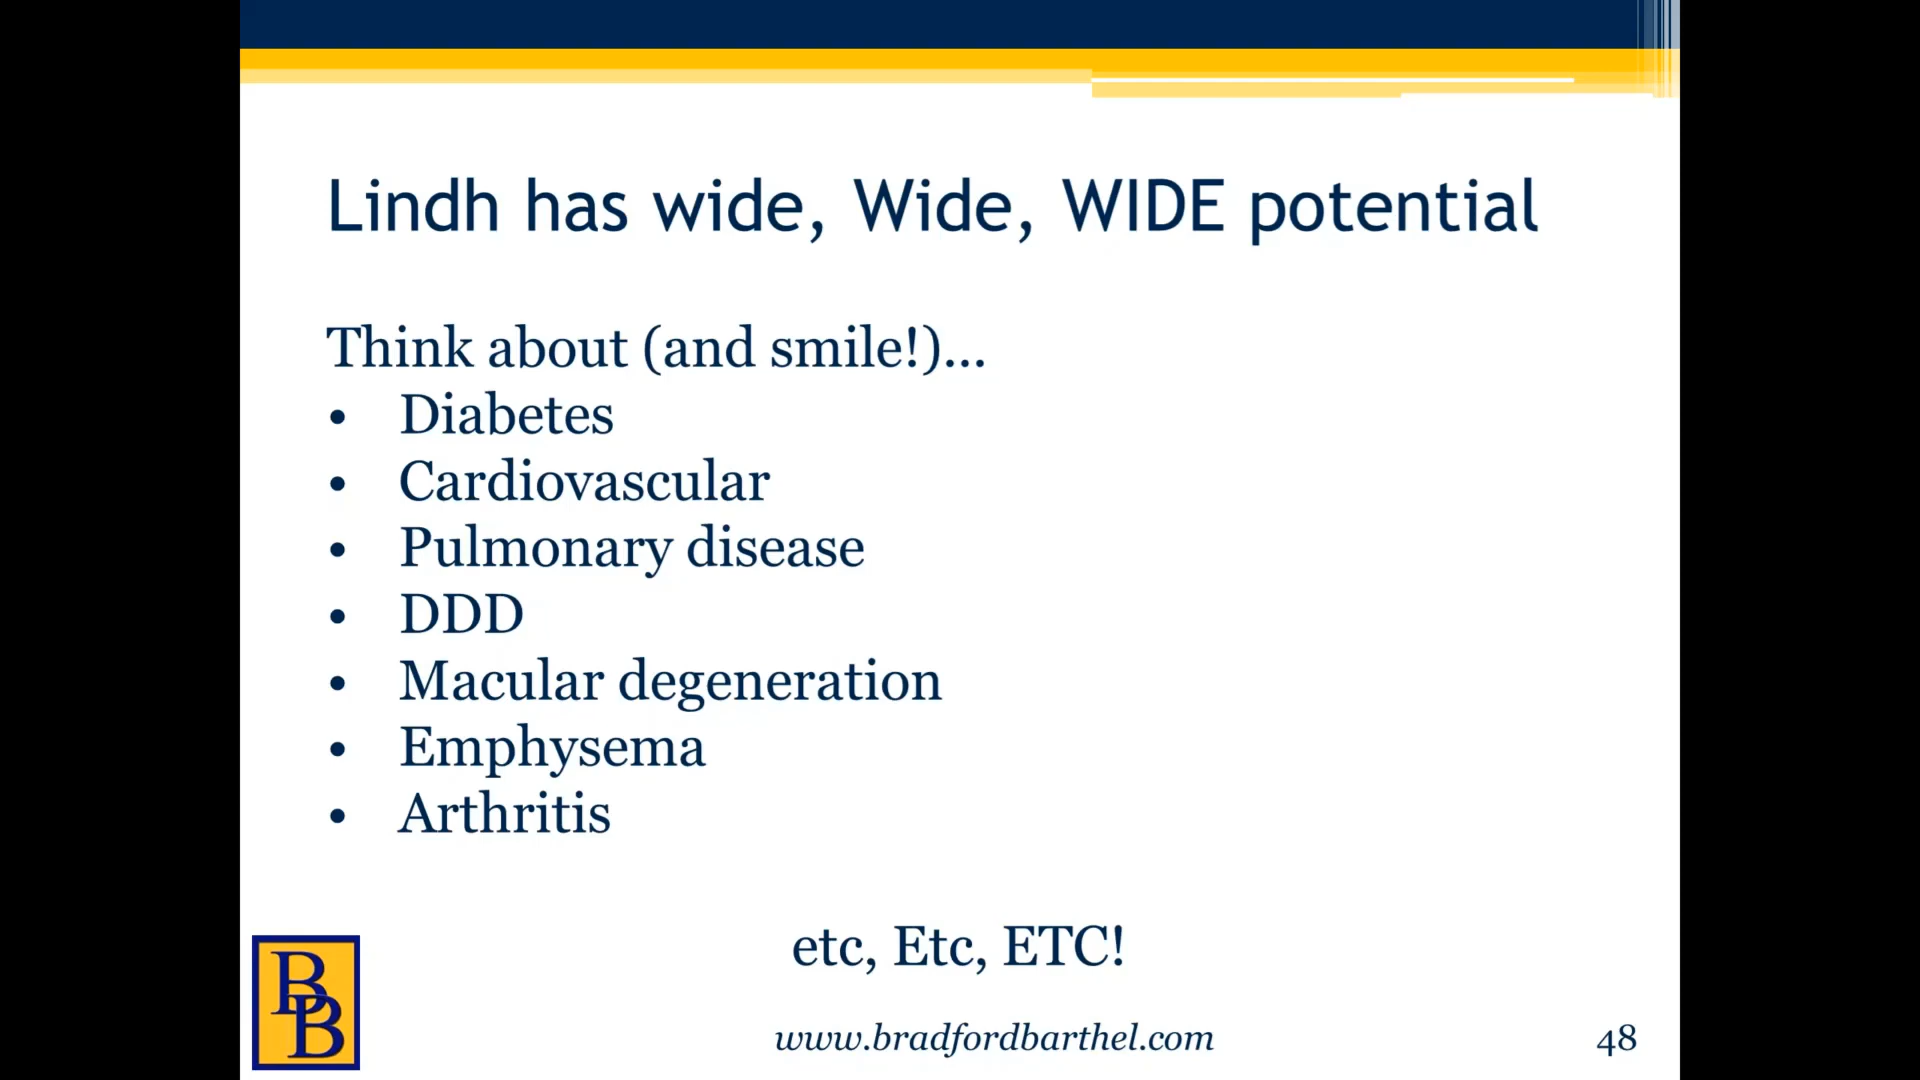 Lindh has wide, Wide, WIDE potential
Think about (and smile!)...
• Diabetes
• Cardiovascular
• Pulmonary disease
• DDD
• Macular degeneration
• Emphysema
• Arthritis
etc, Etc, ETC!
BB
www.bradfordbarthel.com
48